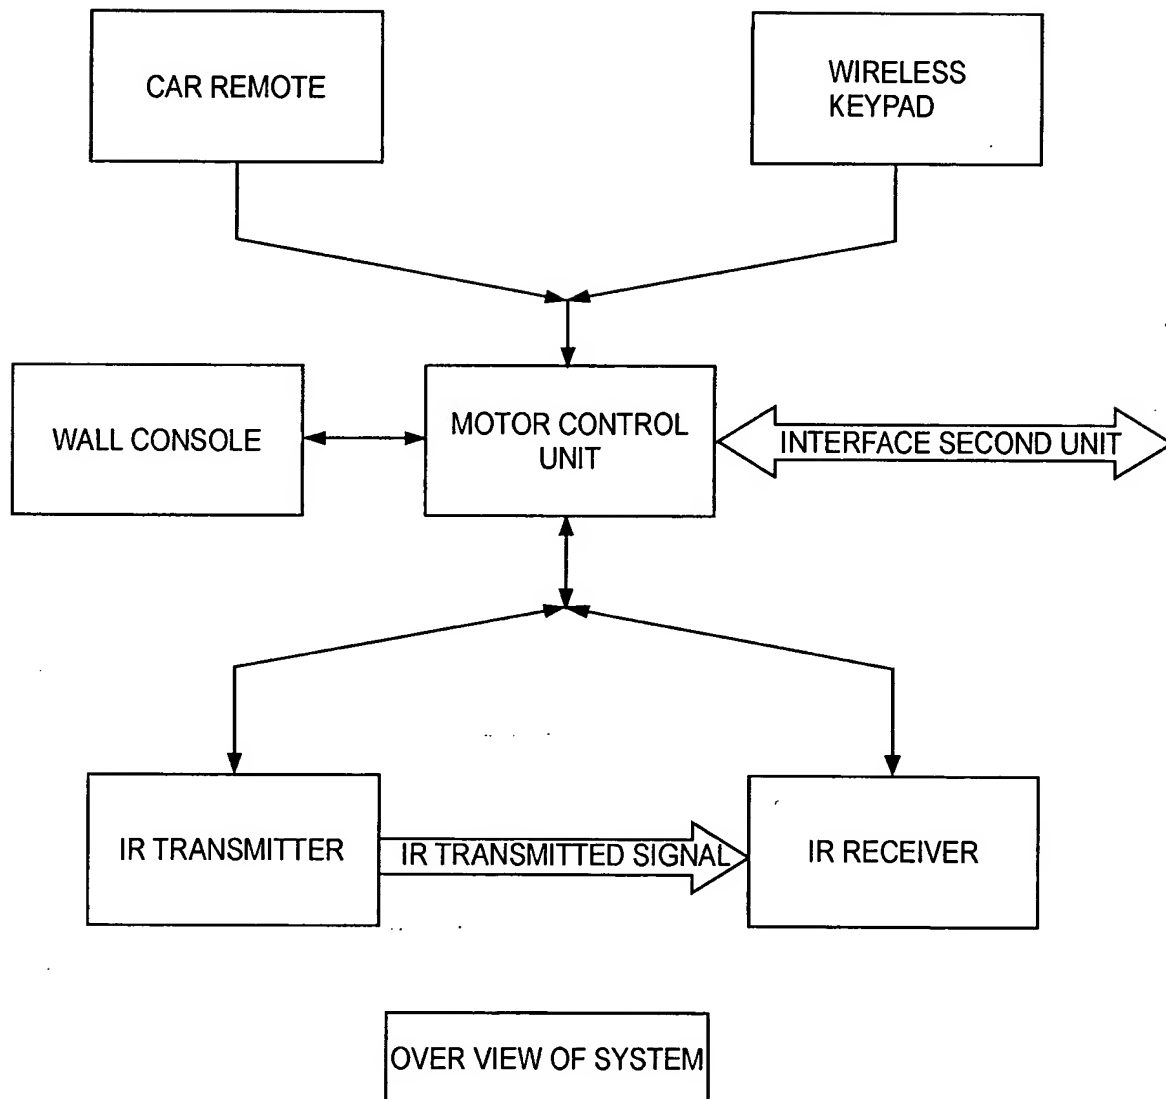 CAR REMOTE
WIRELESS
KEYPAD
WALL CONSOLE
MOTOR CONTROL
UNIT
INTERFACE SECOND UNIT
IR TRANSMITTER
IR TRANSMITTED SIGNAL
IR RECEIVER
OVER VIEW OF SYSTEM